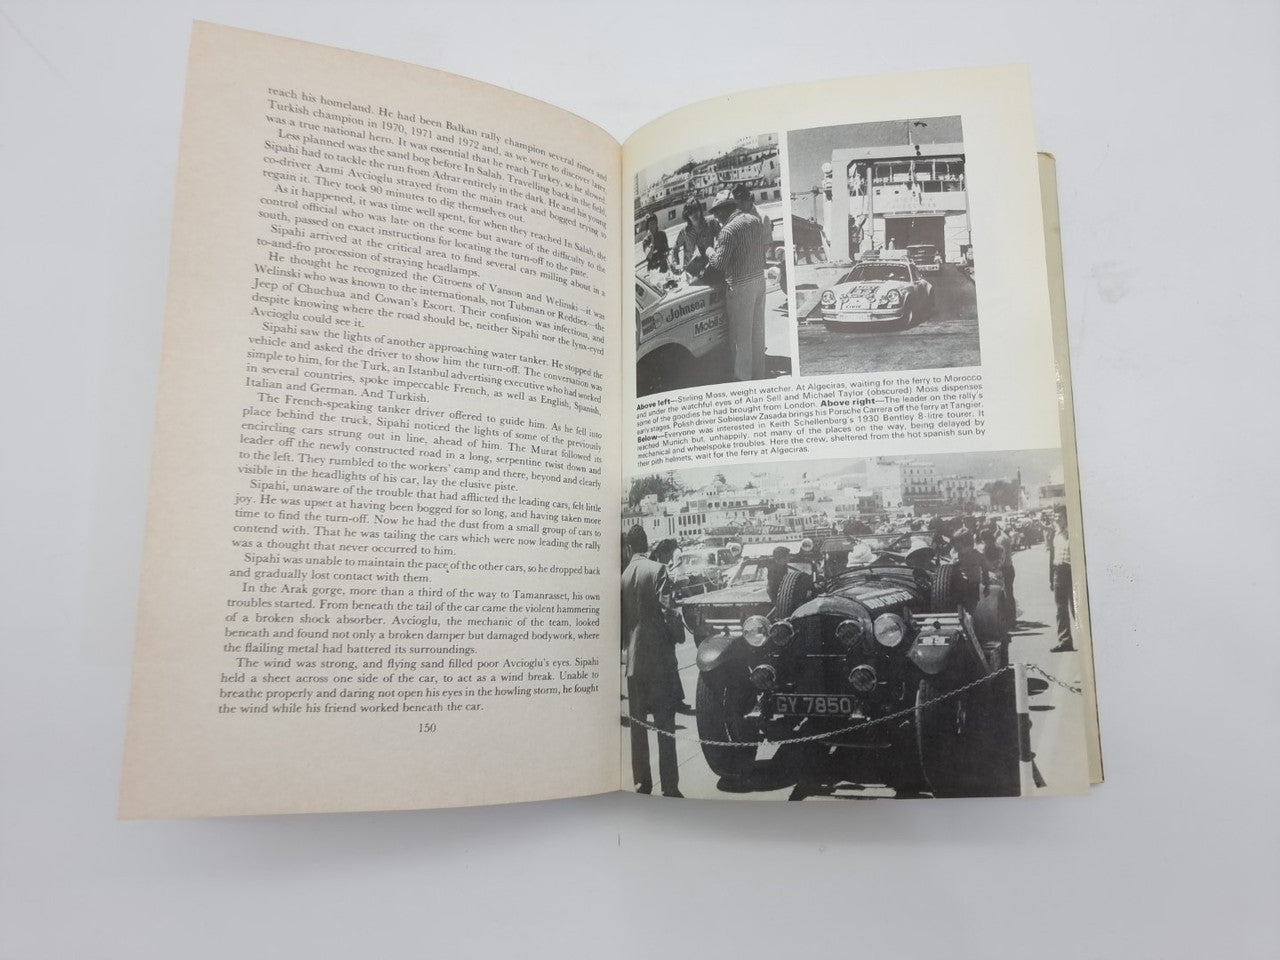 reach his homeland. He had been Balkan rally champion several times and
Turkish champion in 1970, 1971 and 1972 and, as we were to discover later,
was a true national hero. It was essential that he reach Turkey, so he slowed.
Less planned was the sand bog before In Salah. Travelling back in the field,
Sipahi had to tackle the run from Adrar entirely in the dark. He and his young
co-driver Azmi Avcioglu strayed from the main track and bogged trying to
regain it. They took 90 minutes to dig themselves out.
As it happened, it was time well spent, for when they reached In Salah, the
control official who was late on the scene but aware of the difficulty to the
south, passed on exact instructions for locating the turn-off to the piste.
Sipahi arrived at the critical area to find several cars milling about in a
to-and-fro procession of straying headlamps.
He thought he recognized the Citroens of Vanson and Welinski—it was
Welinski who was known to the internationals, not Tubman or Reddiex—the
Jeep of Chuchua and Cowan's Escort. Their confusion was infectious, and
despite knowing where the road should be, neither Sipahi nor the lynx-eyed
Avcioglu could see it.
Sipahi saw the lights of another approaching water tanker. He stopped the
vehicle and asked the driver to show him the turn-off. The conversation was
simple to him, for the Turk, an Istanbul advertising executive who had worked
in several countries, spoke impeccable French, as well as English, Spanish,
Italian and German. And Turkish.
The French-speaking tanker driver offered to guide him. As he fell into
place behind the truck, Sipahi noticed the lights of some of the previously
encircling cars strung out in line, ahead of him. The Murat followed its
leader off the newly constructed road in a long, serpentine twist down and
to the left. They rumbled to the workers' camp and there, beyond and clearly
visible in the headlights of his car, lay the elusive piste.
Sipahi, unaware of the trouble that had afflicted the leading cars, felt little
joy. He was upset at having been bogged for so long, and having taken more
time to find the turn-off. Now he had the dust from a small group of cars to
contend with. That he was tailing the cars which were now leading the rally
was a thought that never occurred to him.
Sipahi was unable to maintain the pace of the other cars, so he dropped back
and gradually lost contact with them.
In the Arak gorge, more than a third of the way to Tamanrasset, his own
troubles started. From beneath the tail of the car came the violent hammering
of a broken shock absorber. Avcioglu, the mechanic of the team, looked
beneath and found not only a broken damper but damaged bodywork, where
the flailing metal had battered its surroundings.
The wind was strong, and flying sand filled poor Avcioglu's eyes. Sipahi
held a sheet across one side of the car, to act as a wind break. Unable to
breathe properly and daring not open his eyes in the howling storm, he fought
the wind while his friend worked beneath the car.
150
Johnson
Mobil
Above left—Stirling Moss, weight watcher. At Algeciras, waiting for the ferry to Morocco
and under the watchful eyes of Alan Sell and Michael Taylor (obscured) Moss dispenses
some of the goodies he had brought from London. Above right—The leader on the rally's
early stages. Polish driver Sobieslaw Zasada brings his Porsche Carrera off the ferry at Tangier.
Below—Everyone was interested in Keith Schellenberg's 1930 Bentley 8-litre tourer. It
reached Munich but, unhappily, not many of the places on the way, being delayed by
mechanical and wheelspoke troubles. Here the crew, sheltered from the hot spanish sun by
their pith helmets, wait for the ferry at Algeciras.
GY 7850